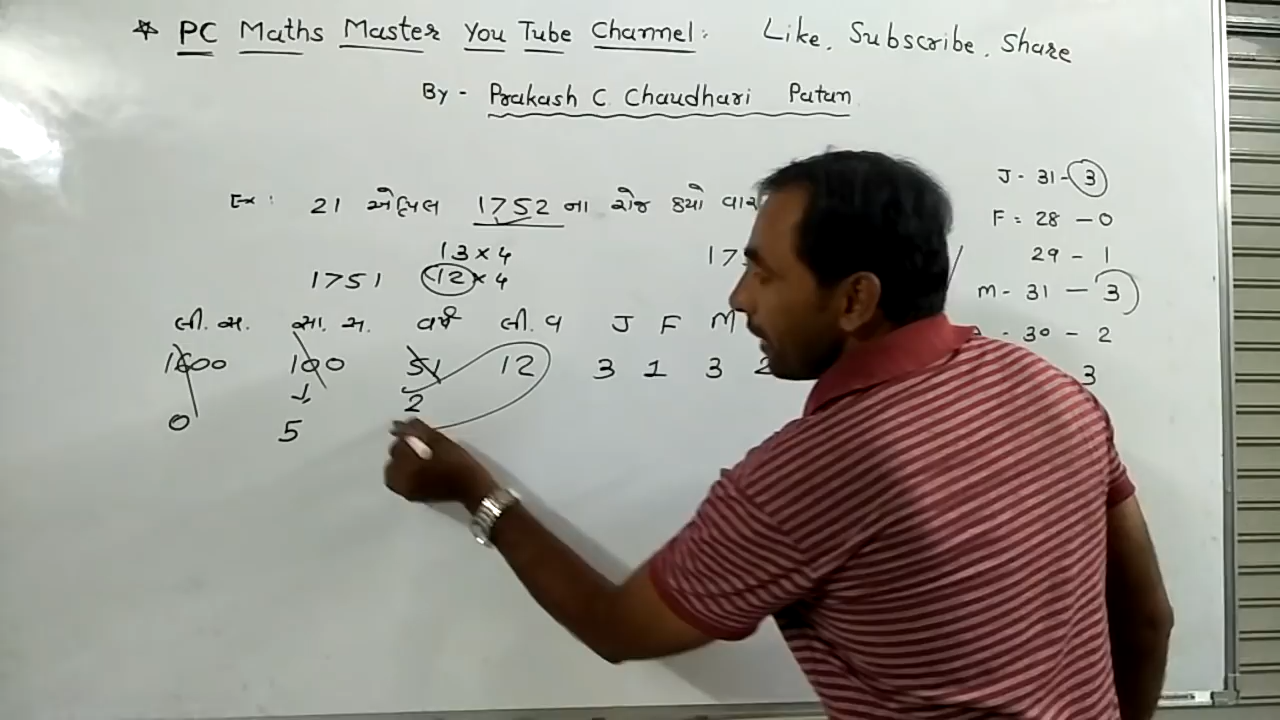 * PC Maths Master You Tube Channel: Like, Subscribe, Share
By - Prakash C Chaudhari Patan
Ex : 21 એપ્રિલ 1752 ના રોજ કયો વાર
13 × 4
1751 12 × 4
લી.સ. સા.સ. વર્ષ લી.વ J F M
1600 100 51 12 3 1 3 2
2
0 5
J - 31 - 3
F = 28 - 0
29 - 1
M - 31 - 3
- 30 - 2
3